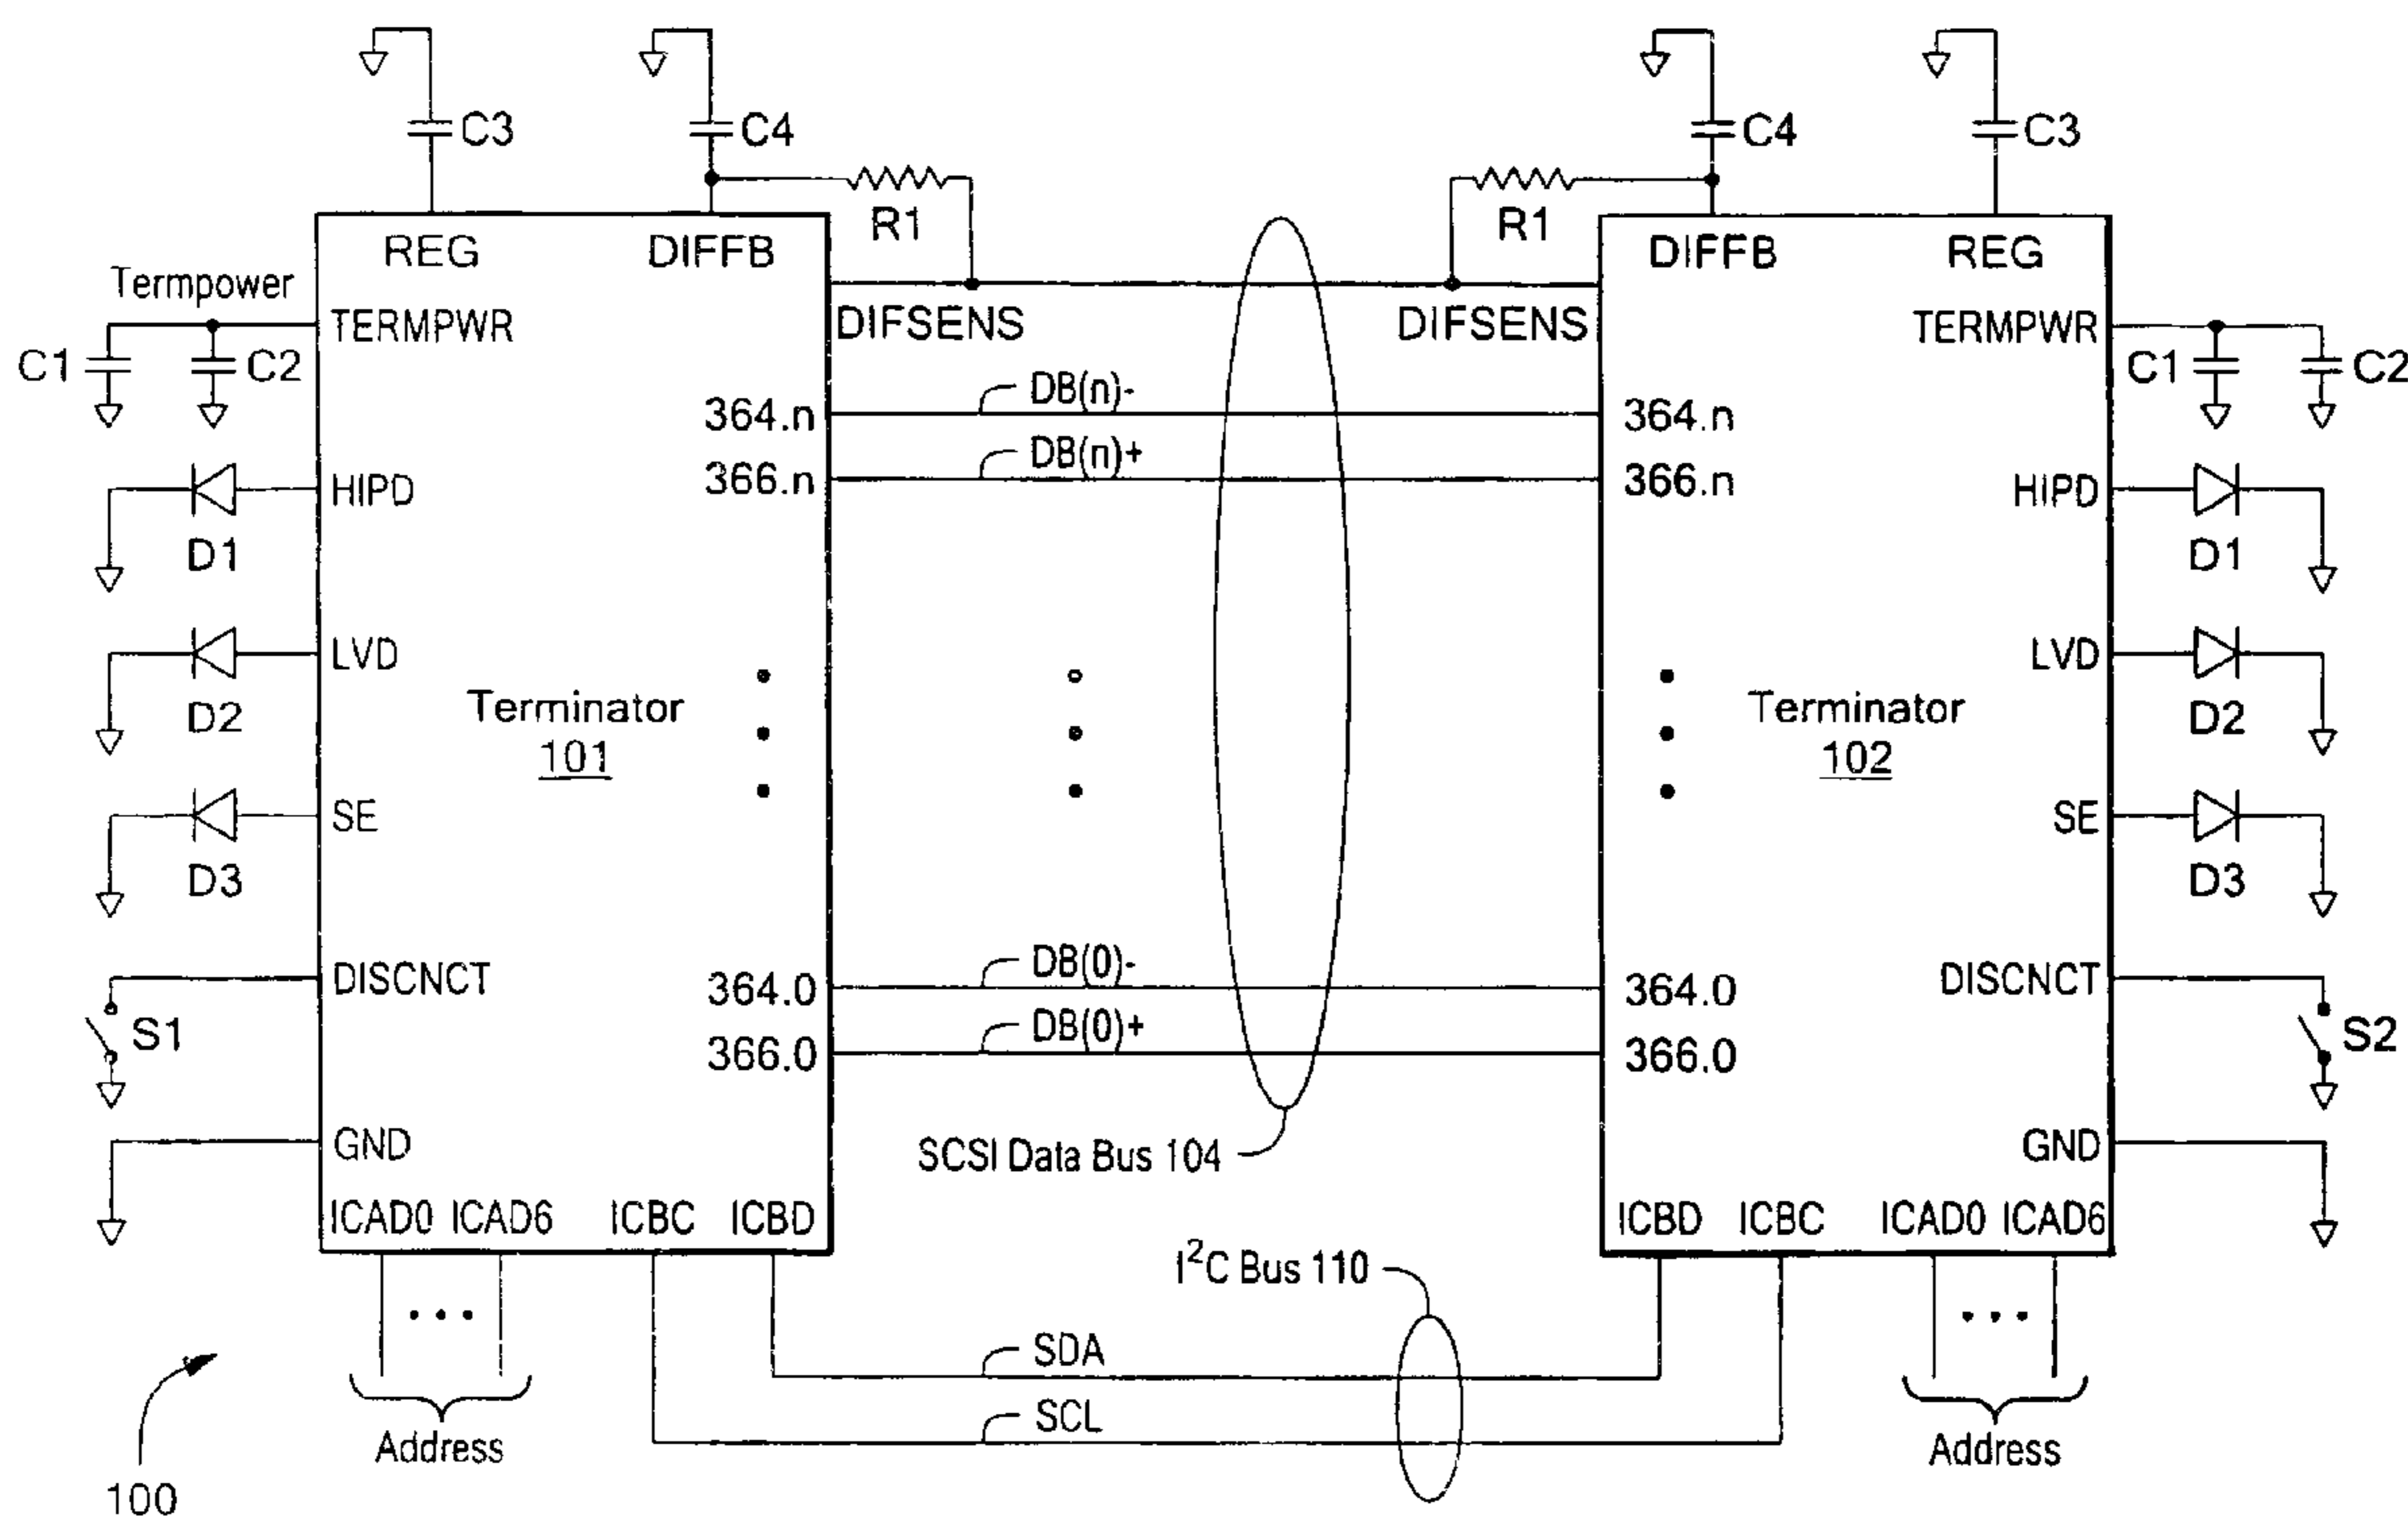 C3
C4
C4
C3
R1
R1
REG
DIFFB
DIFFB
REG
Termpower
TERMPWR
DIFSENS
DIFSENS
TERMPWR
C1
C2
C1
C2
364.n
DB(n)-
364.n
366.n
DB(n)+
366.n
HIPD
HIPD
D1
D1
LVD
LVD
D2
D2
Terminator
101
Terminator
102
SE
SE
D3
D3
DISCNCT
364.0
DB(0)-
364.0
DISCNCT
S1
366.0
DB(0)+
366.0
S2
GND
SCSI Data Bus 104
GND
ICAD0 ICAD6 ICBC ICBD
ICBD ICBC ICAD0 ICAD6
I²C Bus 110
SDA
SCL
Address
Address
100